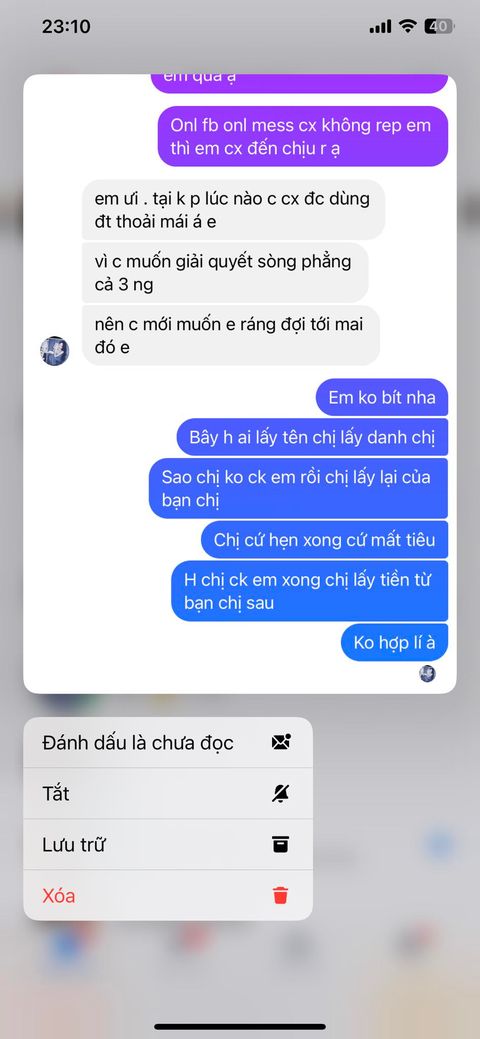 23:10
40
em quá ạ
Onl fb onl mess cx không rep em
thì em cx đến chịu r ạ
em ưi . tại k p lúc nào c cx đc dùng
đt thoải mái á e
vì c muốn giải quyết sòng phẳng
cả 3 ng
nên c mới muốn e ráng đợi tới mai
đó e
Em ko bít nha
Bây h ai lấy tên chị lấy danh chị
Sao chị ko ck em rồi chị lấy lại của
bạn chị
Chị cứ hẹn xong cứ mất tiêu
H chị ck em xong chị lấy tiền từ
bạn chị sau
Ko hợp lí à
Đánh dấu là chưa đọc
Tắt
Lưu trữ
Xóa